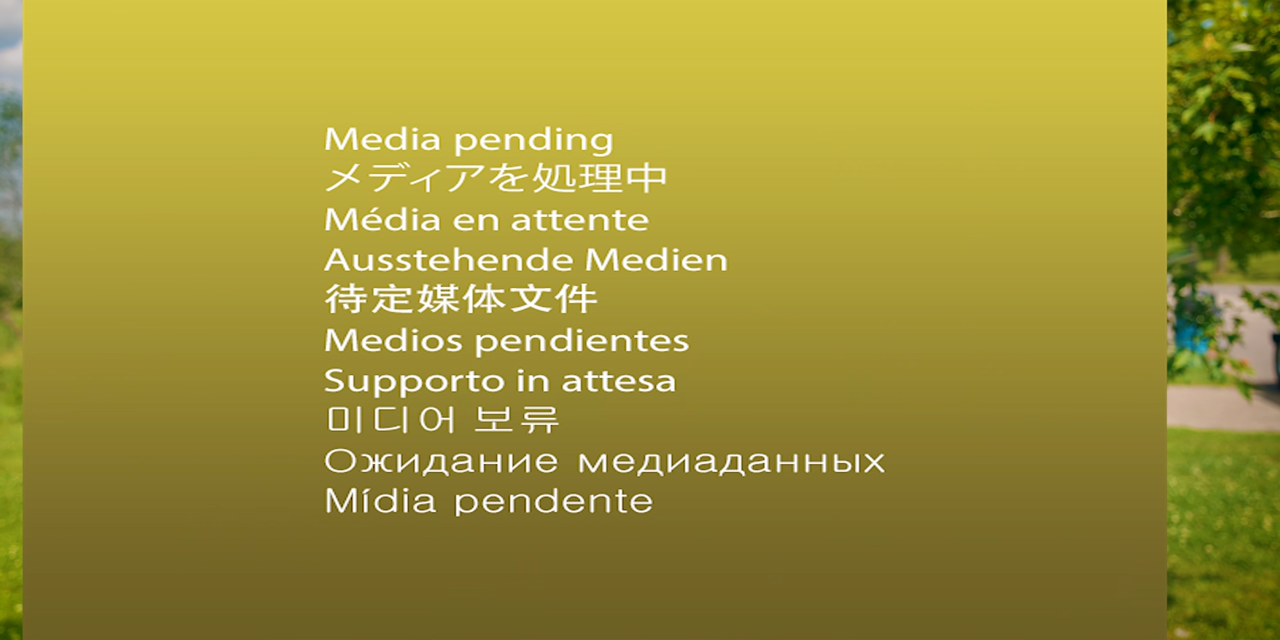 Media pending
メディアを処理中
Média en attente
Ausstehende Medien
待定媒体文件
Medios pendientes
Supporto in attesa
미디어 보류
Ожидание медиаданных
Mídia pendente